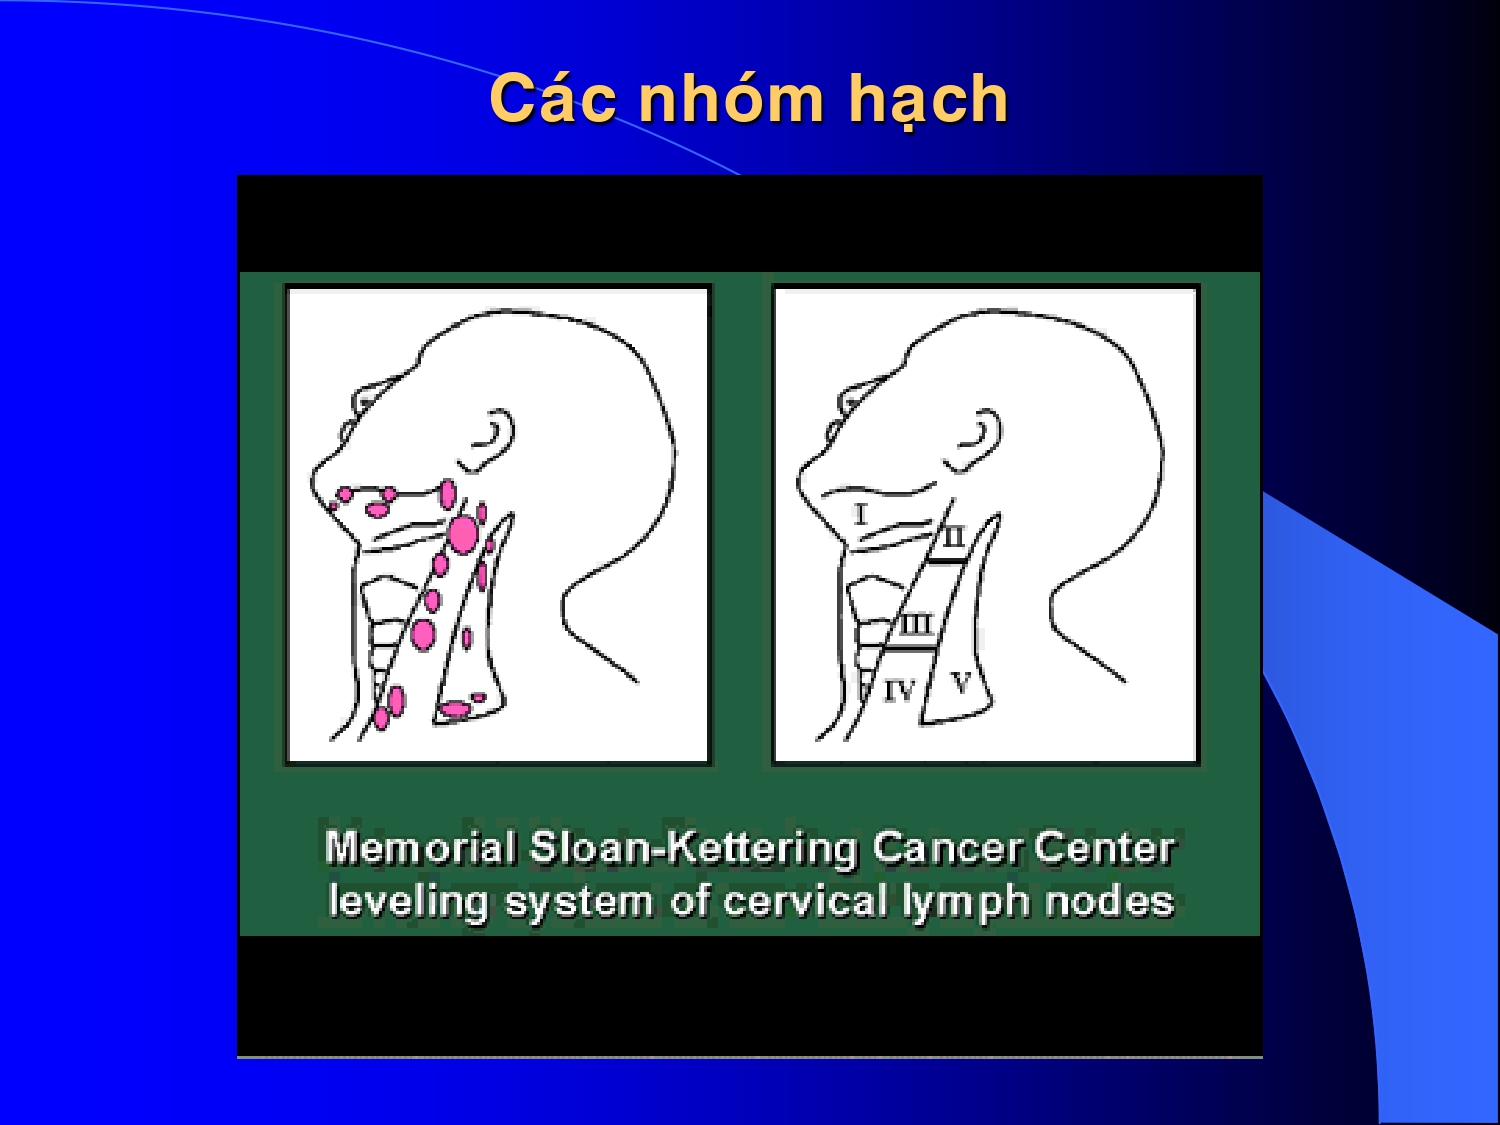 Các nhóm hạch
I
II
III
IV
V
Memorial Sloan-Kettering Cancer Center
leveling system of cervical lymph nodes